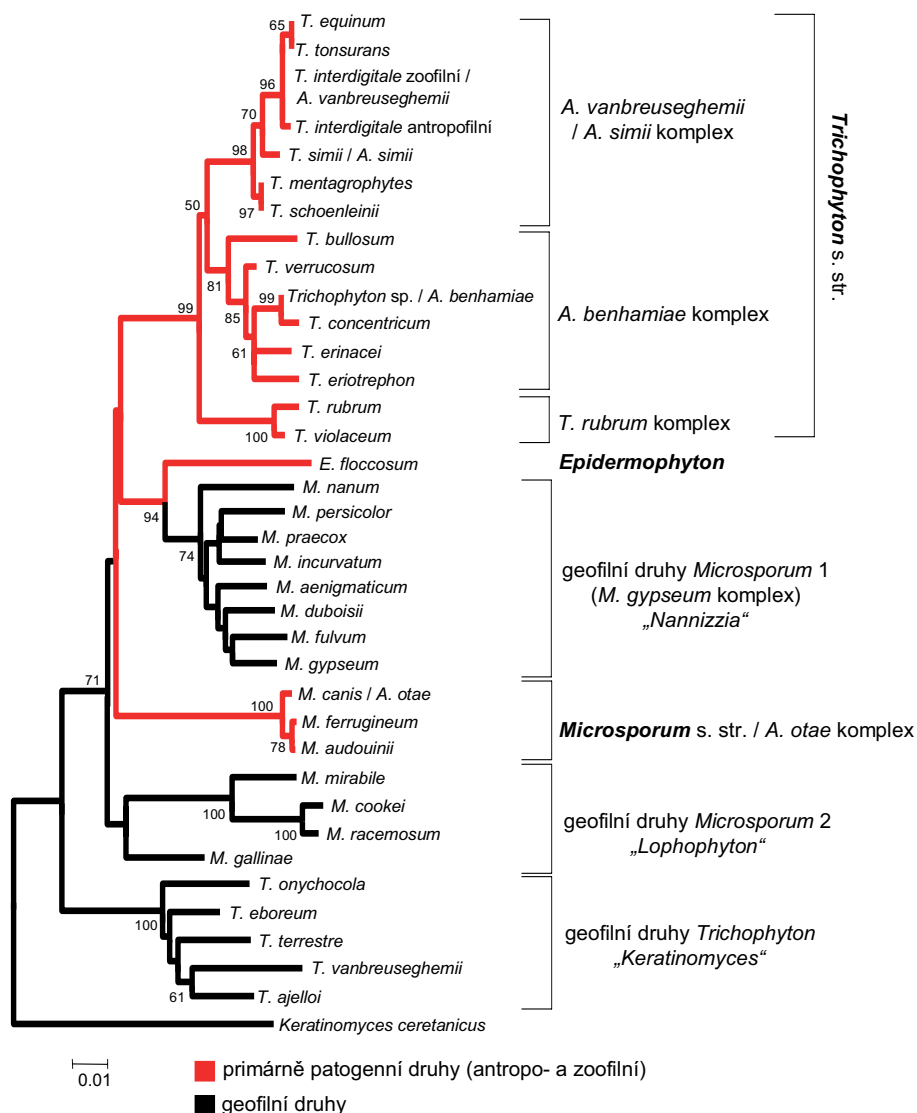 65
T. equinum
T. tonsurans
T. interdigitale zoofilní /
A. vanbreuseghemii
96
T. interdigitale antropofilní
70
T. simii / A. simii
98
T. mentagrophytes
97
T. schoenleinii
A. vanbreuseghemii
/ A. simii komplex
50
T. bullosum
81
T. verrucosum
99
Trichophyton sp. / A. benhamiae
85
T. concentricum
61
T. erinacei
T. eriotrephon
A. benhamiae komplex
99
T. rubrum
100
T. violaceum
T. rubrum komplex
Trichophyton s. str.
E. floccosum
Epidermophyton
94
M. nanum
M. persicolor
74
M. praecox
M. incurvatum
M. aenigmaticum
M. duboisii
M. fulvum
M. gypseum
geofilní druhy Microsporum 1
(M. gypseum komplex)
„Nannizzia“
71
100
M. canis / A. otae
M. ferrugineum
78
M. audouinii
Microsporum s. str. / A. otae komplex
M. mirabile
100
M. cookei
100
M. racemosum
M. gallinae
geofilní druhy Microsporum 2
„Lophophyton“
T. onychocola
100
T. eboreum
T. terrestre
T. vanbreuseghemii
61
T. ajelloi
geofilní druhy Trichophyton
„Keratinomyces“
Keratinomyces ceretanicus
0.01
primárně patogenní druhy (antropo- a zoofilní)
geofilní druhy